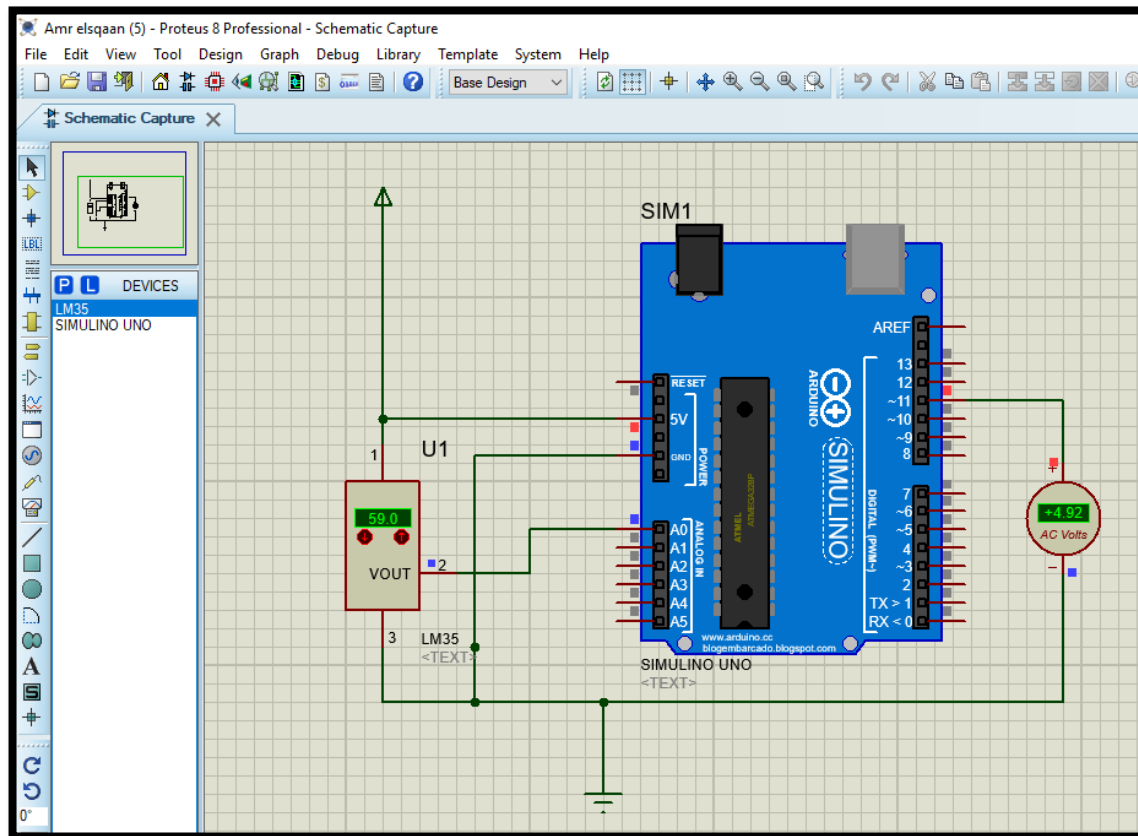 Amr elsqaan (5) - Proteus 8 Professional - Schematic Capture
File Edit View Tool Design Graph Debug Library Template System Help
Base Design
Schematic Capture
LBL
P L DEVICES
LM35
SIMULINO UNO
A
S
0°
SIM1
AREF
RESET
5V
GND
POWER
A0
A1
A2
A3
A4
A5
ANALOG IN
ATMEL
ATMEGA328P
ARDUINO
SIMULINO
13
12
~11
~10
~9
8
7
~6
~5
4
~3
2
TX > 1
RX < 0
DIGITAL (PWM~)
www.arduino.cc
blogembarcado.blogspot.com
SIMULINO UNO
<TEXT>
1
U1
59.0
VOUT
2
3
LM35
<TEXT>
+
+4.92
AC Volts
−